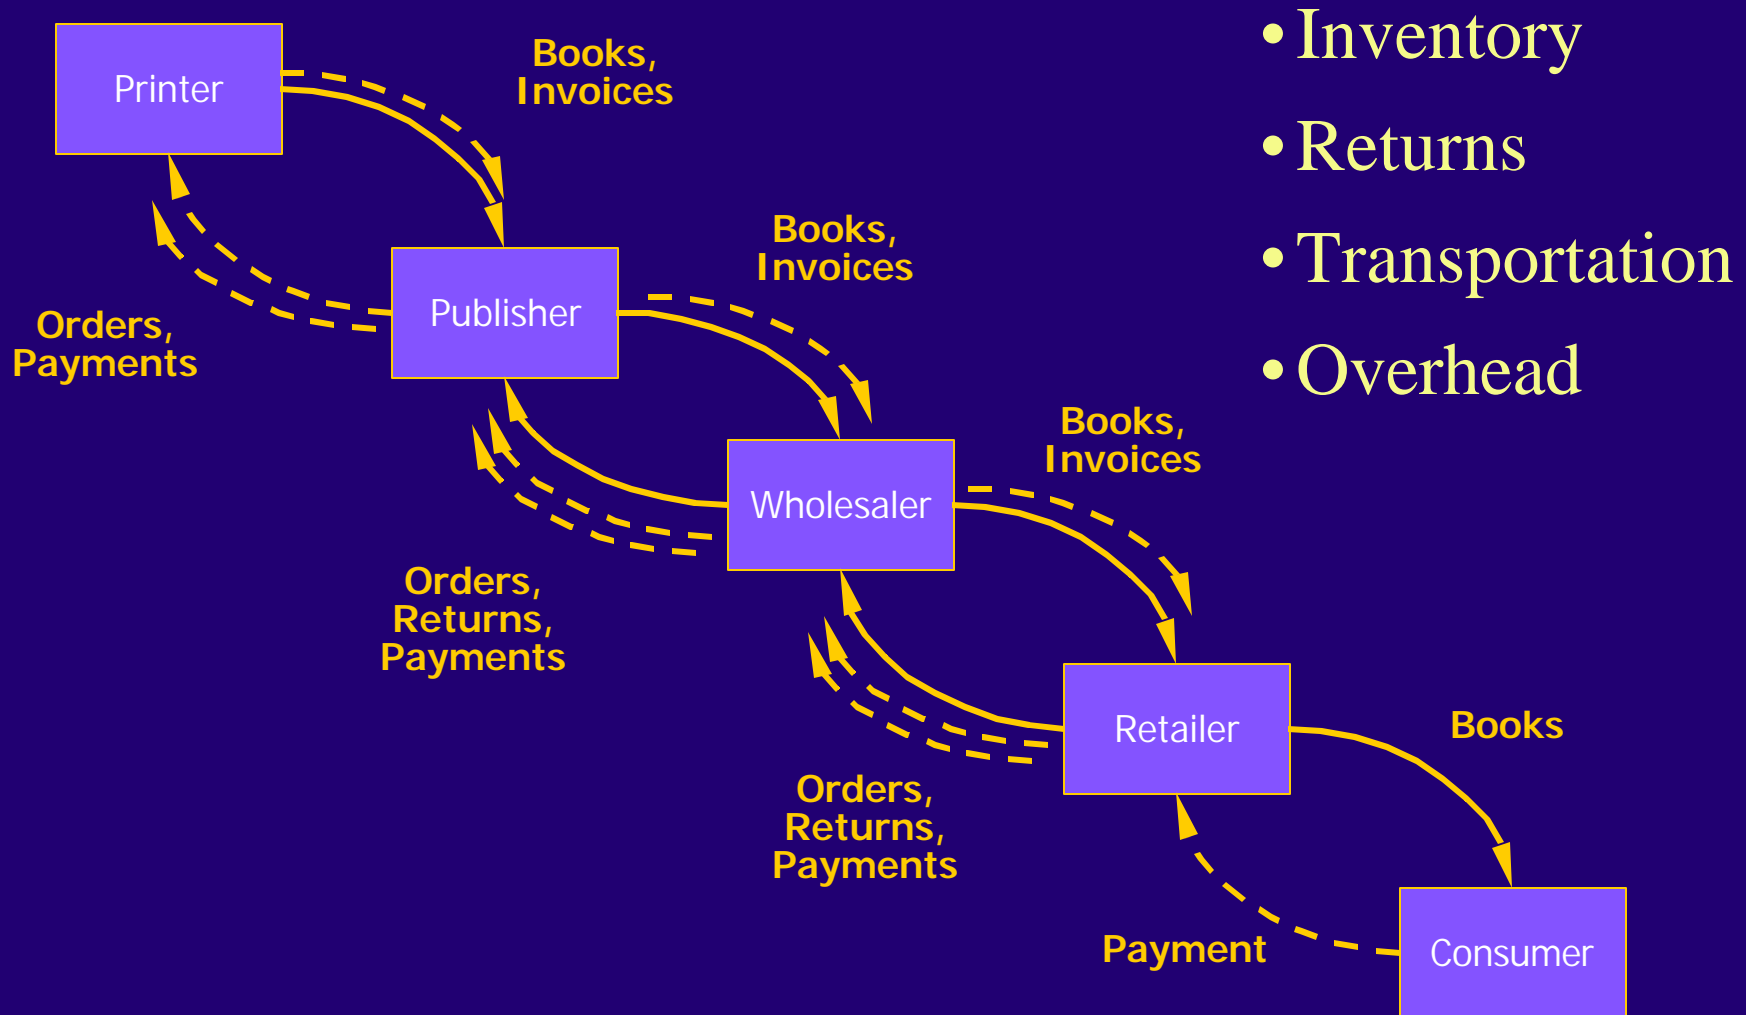 Printer
Books,
Invoices
• Inventory
• Returns
• Transportation
• Overhead
Orders,
Payments
Publisher
Books,
Invoices
Orders,
Returns,
Payments
Wholesaler
Books,
Invoices
Orders,
Returns,
Payments
Retailer
Books
Payment
Consumer